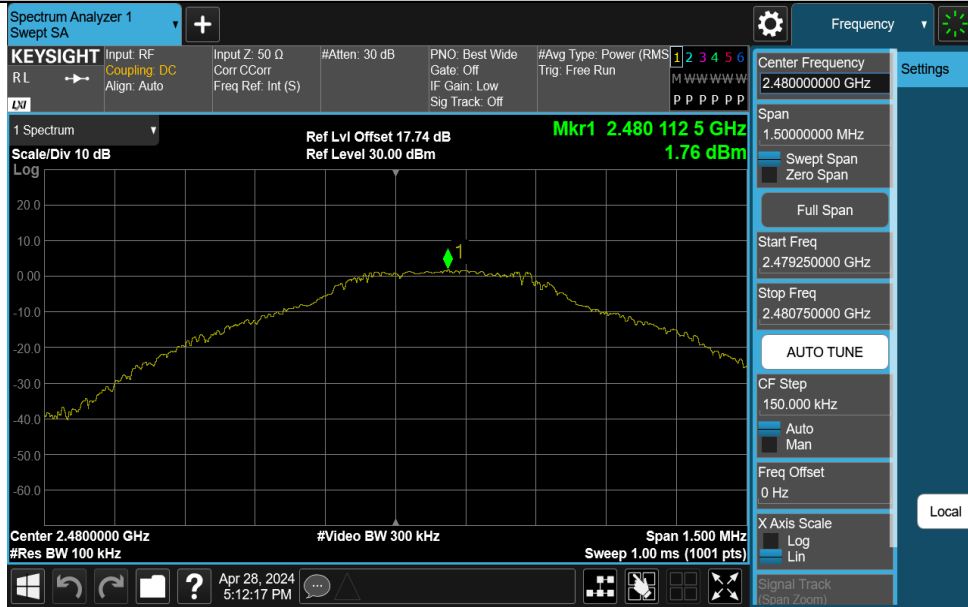 Spectrum Analyzer 1
Swept SA
+
Frequency
KEYSIGHT
R L
LXI
Input: RF
Coupling: DC
Align: Auto
Input Z: 50 Ω
Corr CCorr
Freq Ref: Int (S)
#Atten: 30 dB
PNO: Best Wide
Gate: Off
IF Gain: Low
Sig Track: Off
#Avg Type: Power (RMS
Trig: Free Run
1 2 3 4 5 6
M W W W W W
P P P P P P
1 Spectrum
Scale/Div 10 dB
Log
Ref Lvl Offset 17.74 dB
Ref Level 30.00 dBm
Mkr1 2.480 112 5 GHz
1.76 dBm
20.0
10.0
0.00
-10.0
-20.0
-30.0
-40.0
-50.0
-60.0
1
Center 2.4800000 GHz
#Res BW 100 kHz
#Video BW 300 kHz
Span 1.500 MHz
Sweep 1.00 ms (1001 pts)
?
Apr 28, 2024
5:12:17 PM
Center Frequency
2.480000000 GHz
Span
1.50000000 MHz
Swept Span
Zero Span
Full Span
Start Freq
2.479250000 GHz
Stop Freq
2.480750000 GHz
AUTO TUNE
CF Step
150.000 kHz
Auto
Man
Freq Offset
0 Hz
X Axis Scale
Log
Lin
Signal Track
(Span Zoom)
Settings
Local